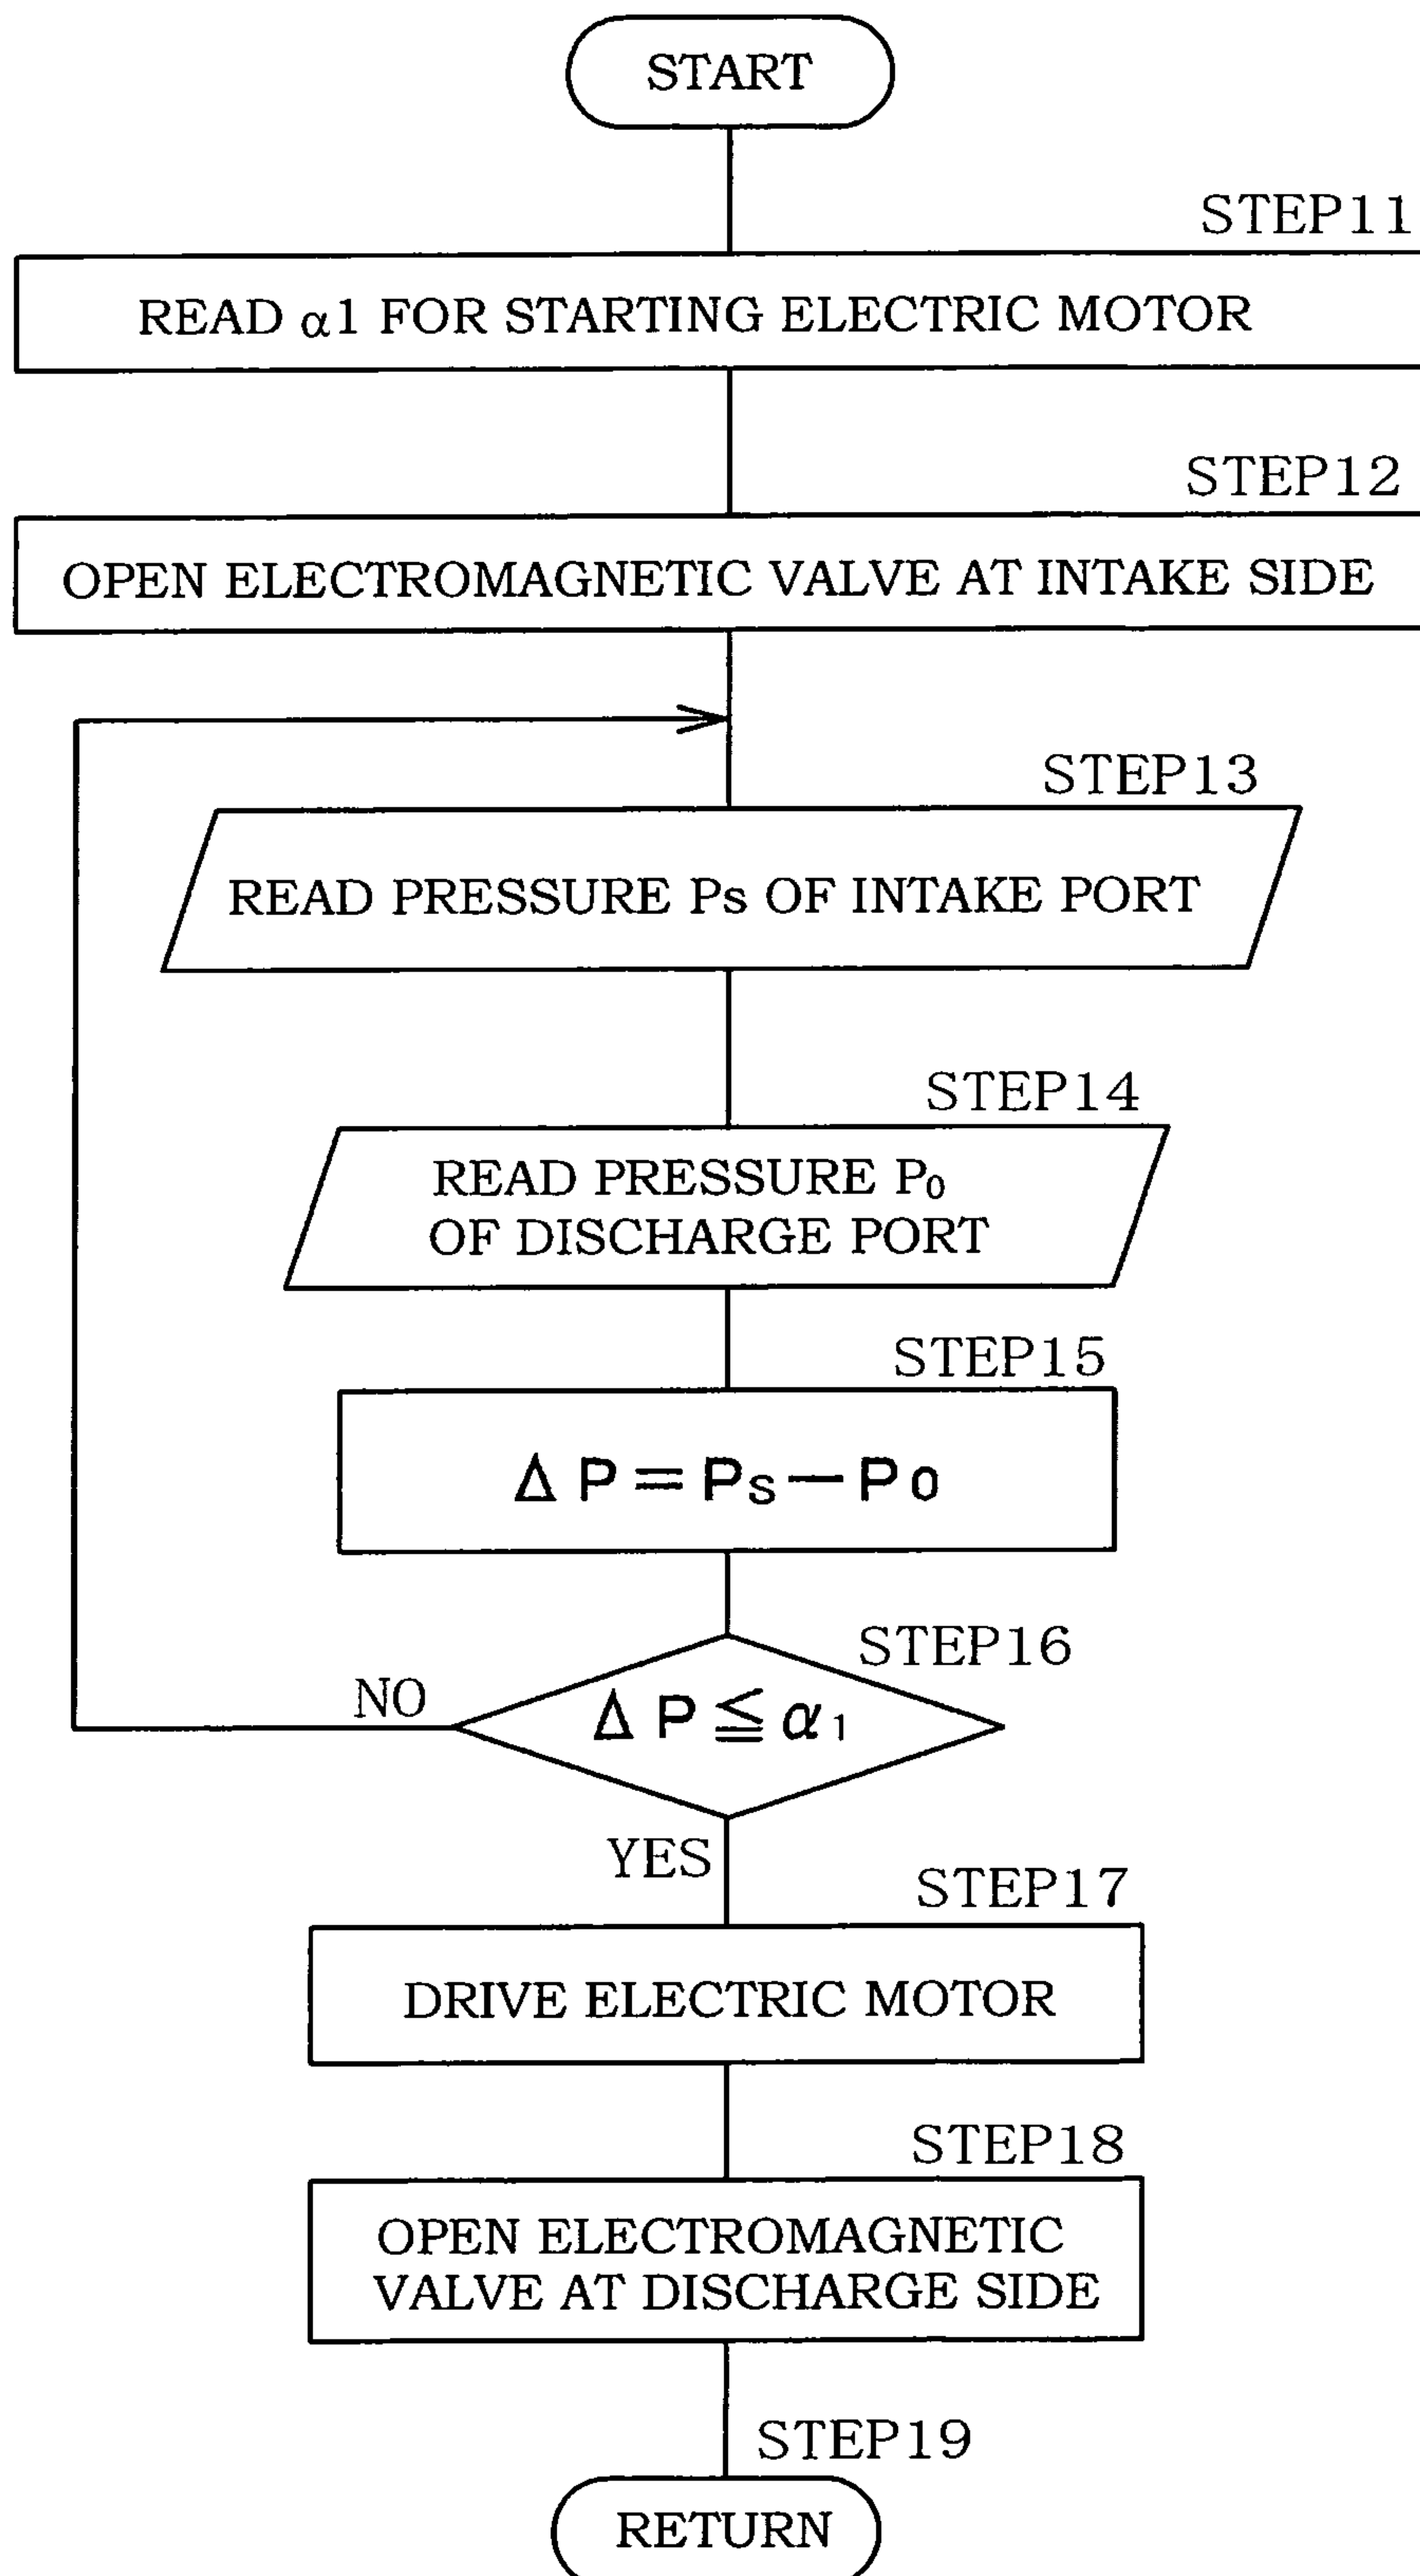 START
STEP11
READ α1 FOR STARTING ELECTRIC MOTOR
STEP12
OPEN ELECTROMAGNETIC VALVE AT INTAKE SIDE
STEP13
READ PRESSURE Ps OF INTAKE PORT
STEP14
READ PRESSURE P₀
OF DISCHARGE PORT
STEP15
Δ P = Ps − P₀
STEP16
NO
Δ P ≦ α₁
YES
STEP17
DRIVE ELECTRIC MOTOR
STEP18
OPEN ELECTROMAGNETIC
VALVE AT DISCHARGE SIDE
STEP19
RETURN